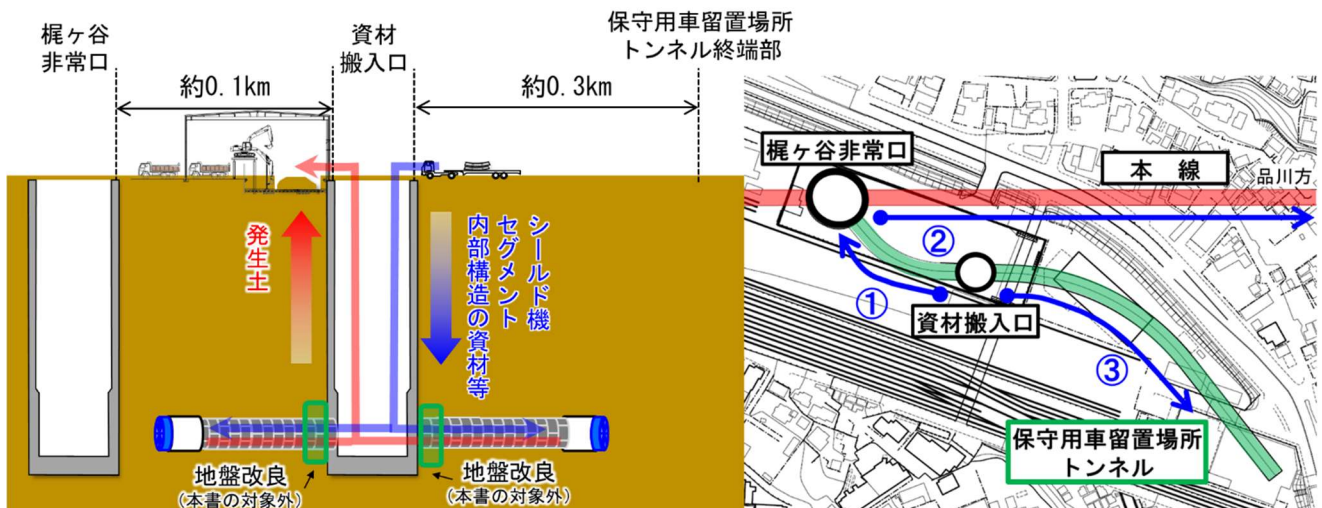 梶ヶ谷
非常口
資材
搬入口
保守用車留置場所
トンネル終端部
約0.1km
約0.3km
発生土
シールド機
セグメント
内部構造の資材等
地盤改良
(本書の対象外)
地盤改良
(本書の対象外)
梶ヶ谷非常口
本　線
品川方
②
①
資材搬入口
③
保守用車留置場所
トンネル